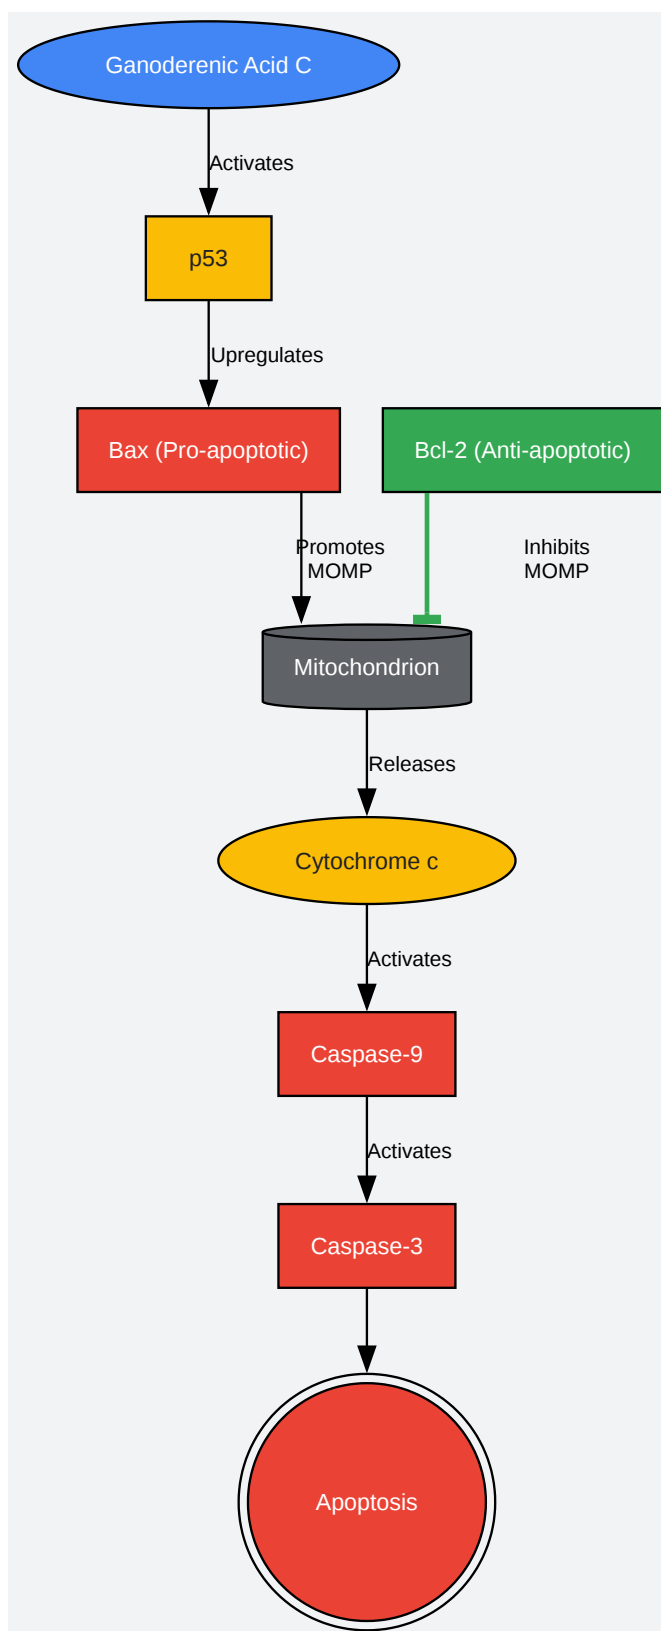 Ganoderenic Acid C
Activates
p53
Upregulates
Bax (Pro-apoptotic)
Bcl-2 (Anti-apoptotic)
Promotes
MOMP
Inhibits
MOMP
Mitochondrion
Releases
Cytochrome c
Activates
Caspase-9
Activates
Caspase-3
Apoptosis